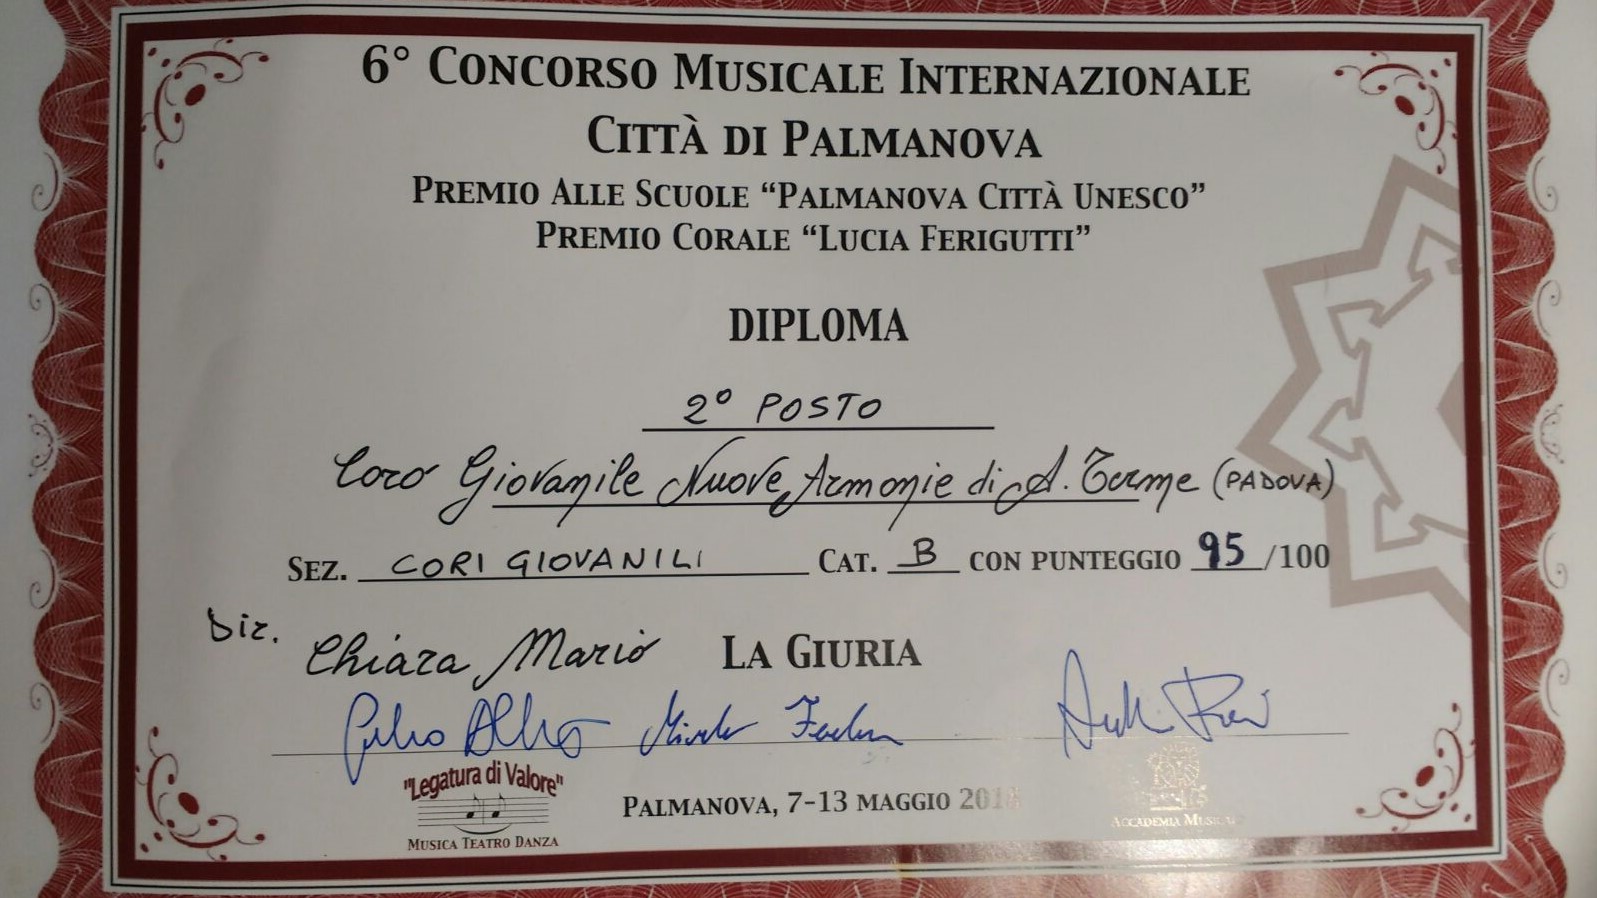 6° CONCORSO MUSICALE INTERNAZIONALE
CITTÀ DI PALMANOVA
PREMIO ALLE SCUOLE “PALMANOVA CITTÀ UNESCO”
PREMIO CORALE “LUCIA FERIGUTTI”
DIPLOMA
2° POSTO
Coro Giovanile Nuove Armonie di A. Terme (PADOVA)
SEZ. CORI GIOVANILI CAT. B CON PUNTEGGIO 95/100
Dir. Chiara Mario LA GIURIA
"Legatura di Valore"
MUSICA TEATRO DANZA
PALMANOVA, 7-13 MAGGIO
ACCADEMIA